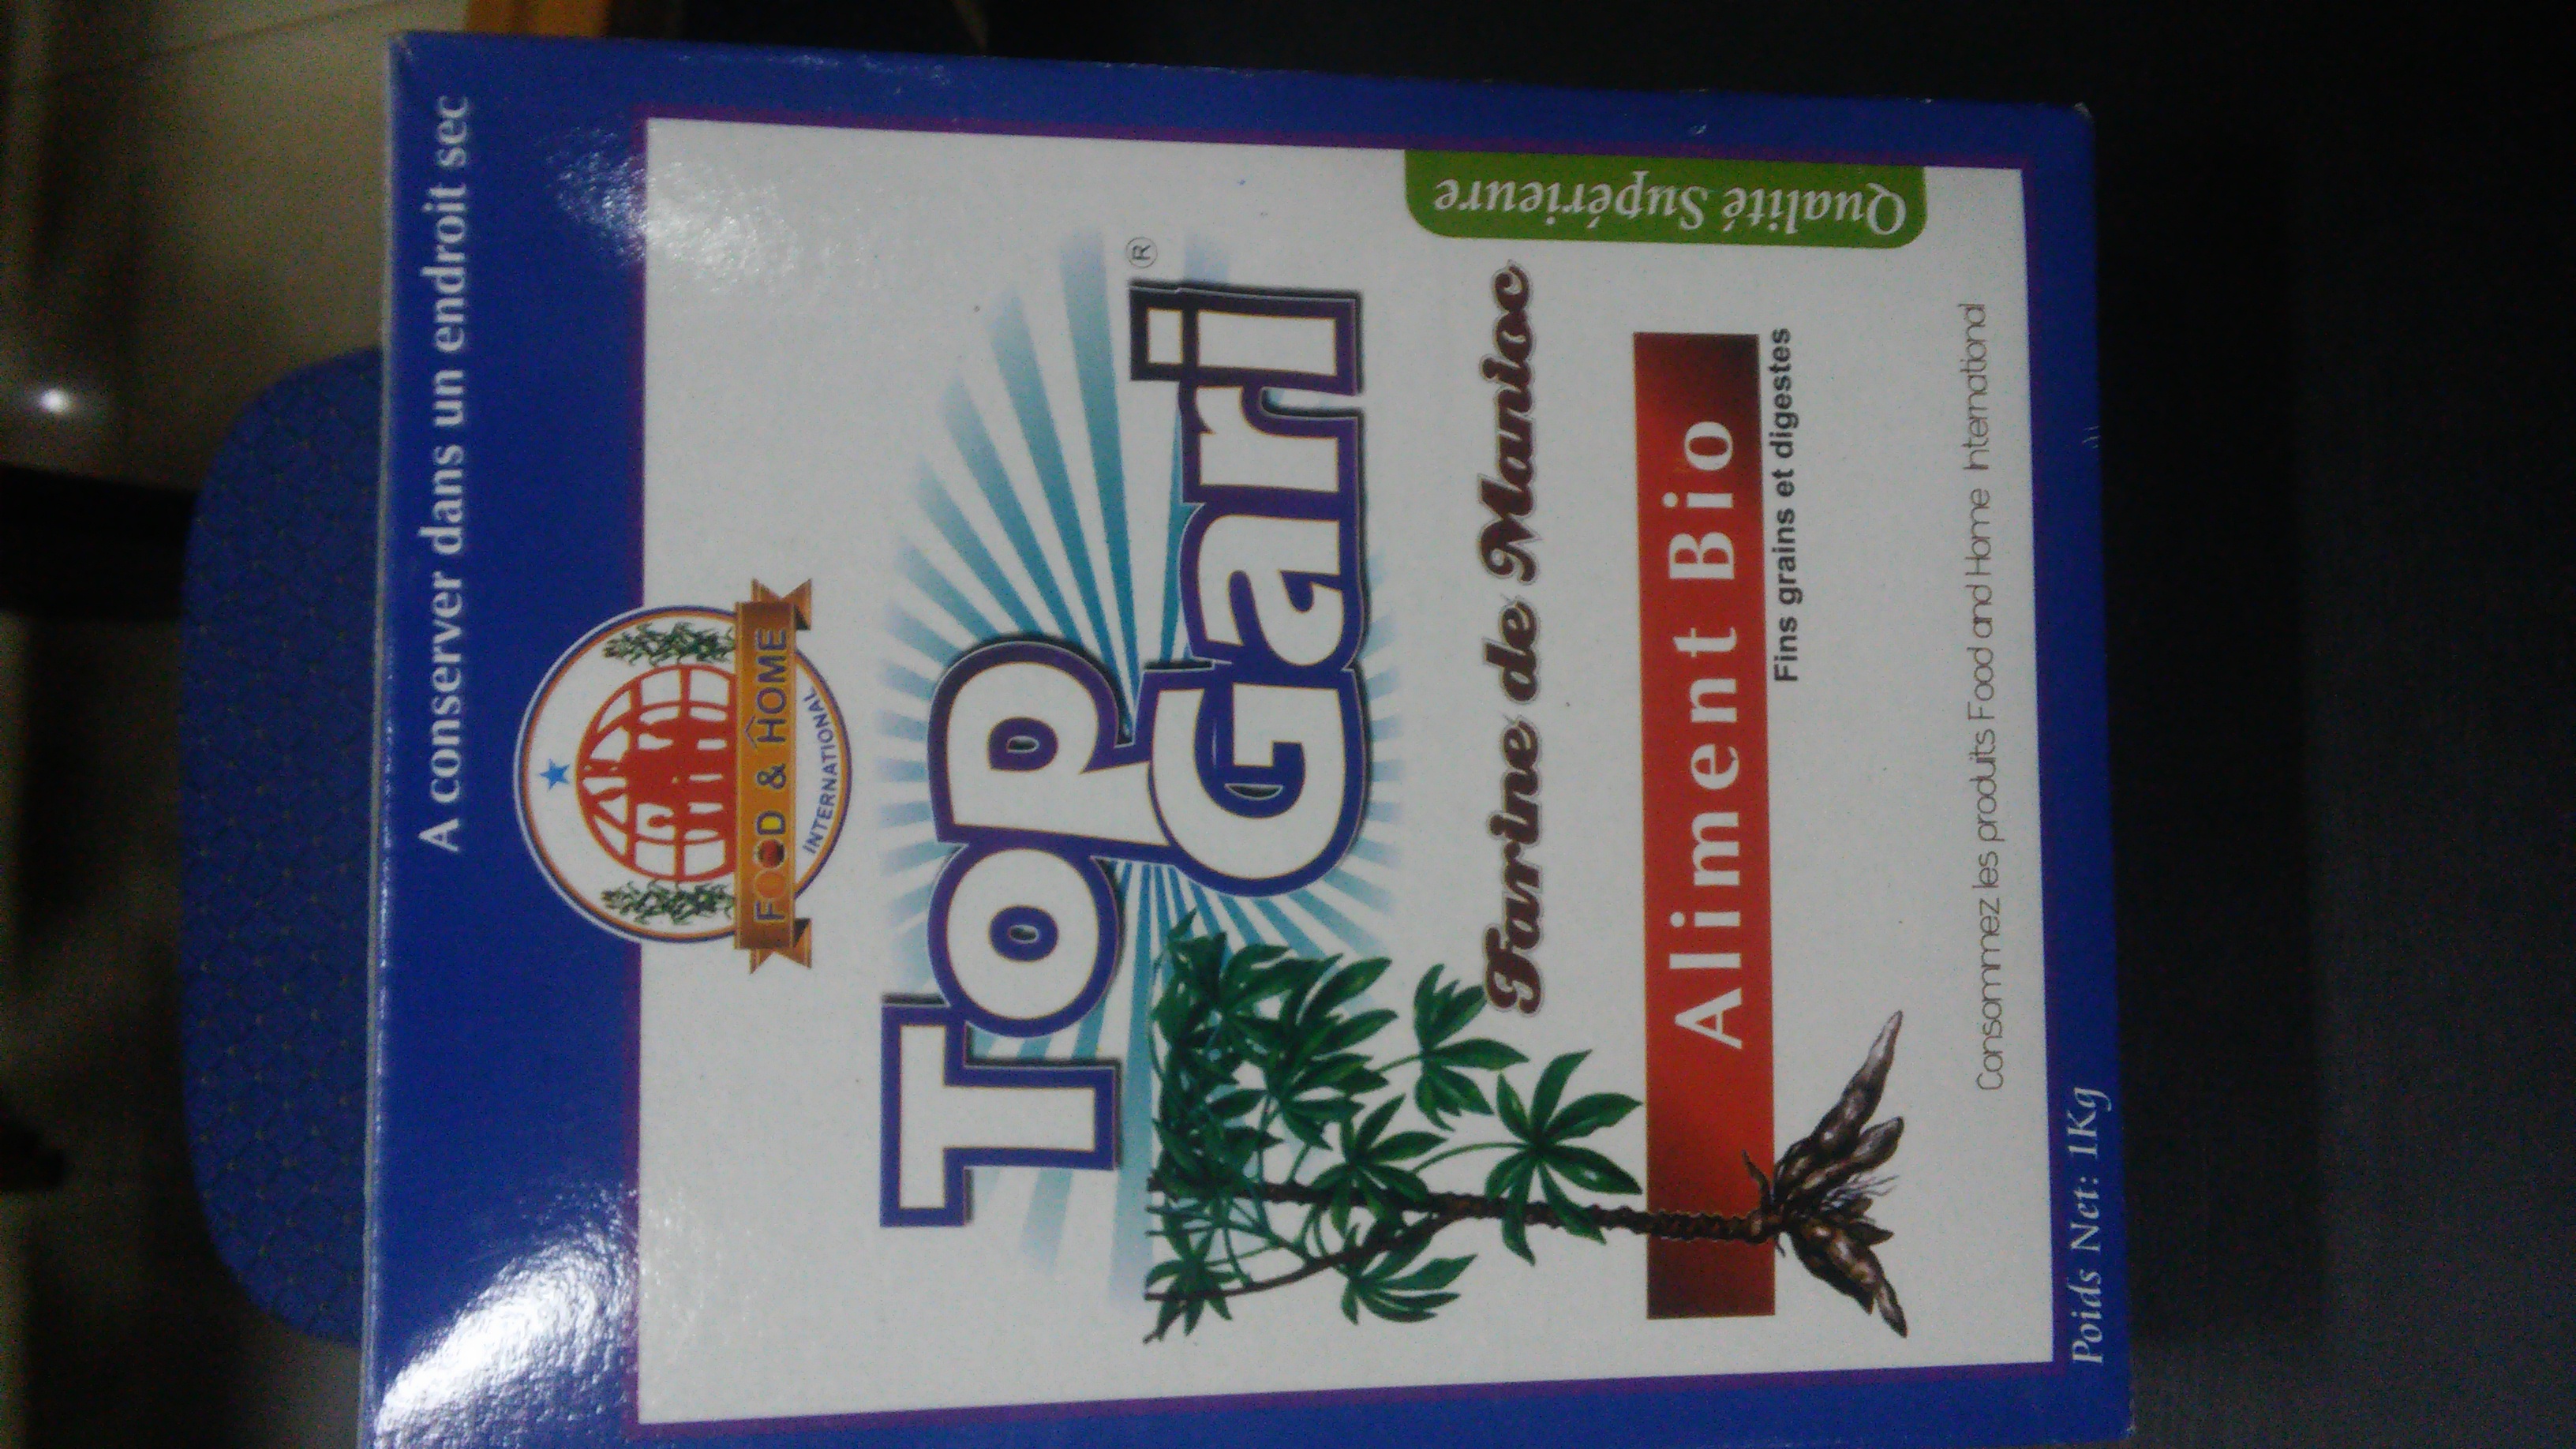 A conserver dans un endroit sec
FOOD & HOME
INTERNATIONAL
Top
Gari ®
Farine de Manioc
Qualité Supérieure
Aliment Bio
Fins grains et digestes
Consommez les produits Food and Home International
Poids Net: 1Kg